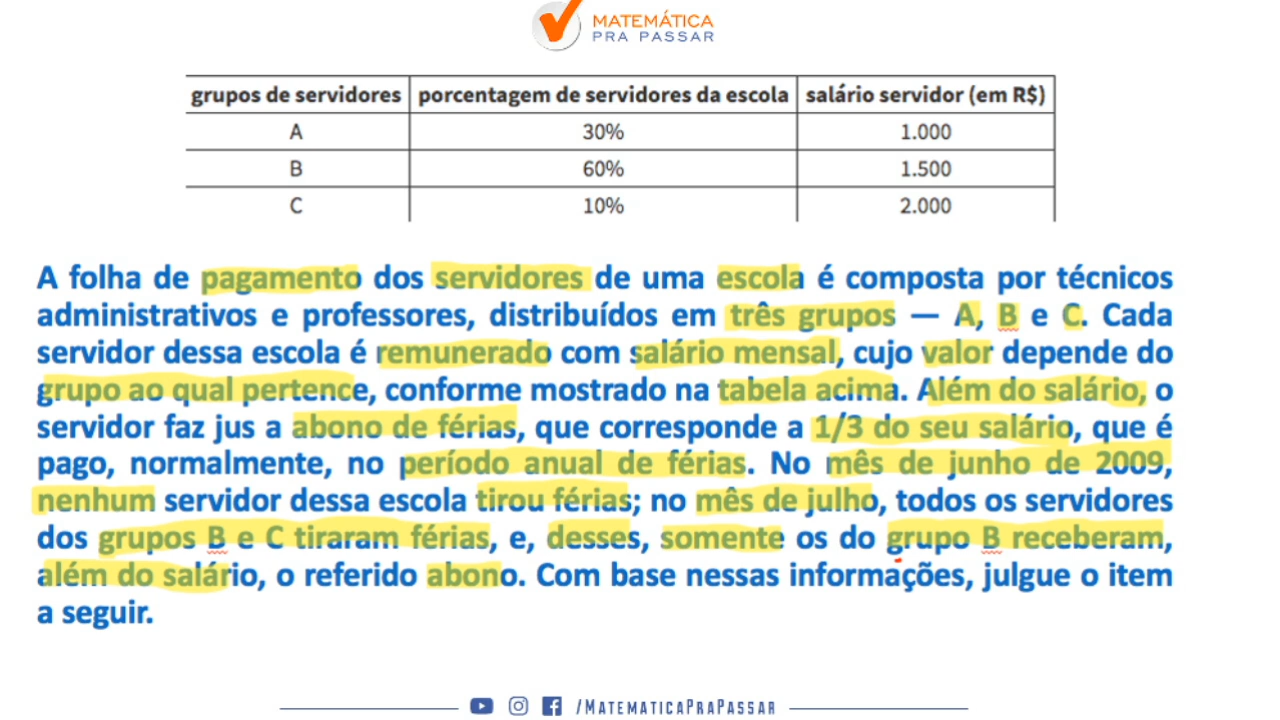 MATEMÁTICA
PRA PASSAR
grupos de servidores porcentagem de servidores da escola salário servidor (em R$)
A 30% 1.000
B 60% 1.500
C 10% 2.000
A folha de pagamento dos servidores de uma escola é composta por técnicos
administrativos e professores, distribuídos em três grupos — A, B e C. Cada
servidor dessa escola é remunerado com salário mensal, cujo valor depende do
grupo ao qual pertence, conforme mostrado na tabela acima. Além do salário, o
servidor faz jus a abono de férias, que corresponde a 1/3 do seu salário, que é
pago, normalmente, no período anual de férias. No mês de junho de 2009,
nenhum servidor dessa escola tirou férias; no mês de julho, todos os servidores
dos grupos B e C tiraram férias, e, desses, somente os do grupo B receberam,
além do salário, o referido abono. Com base nessas informações, julgue o item
a seguir.
/MATEMATICAPRAPASSAR